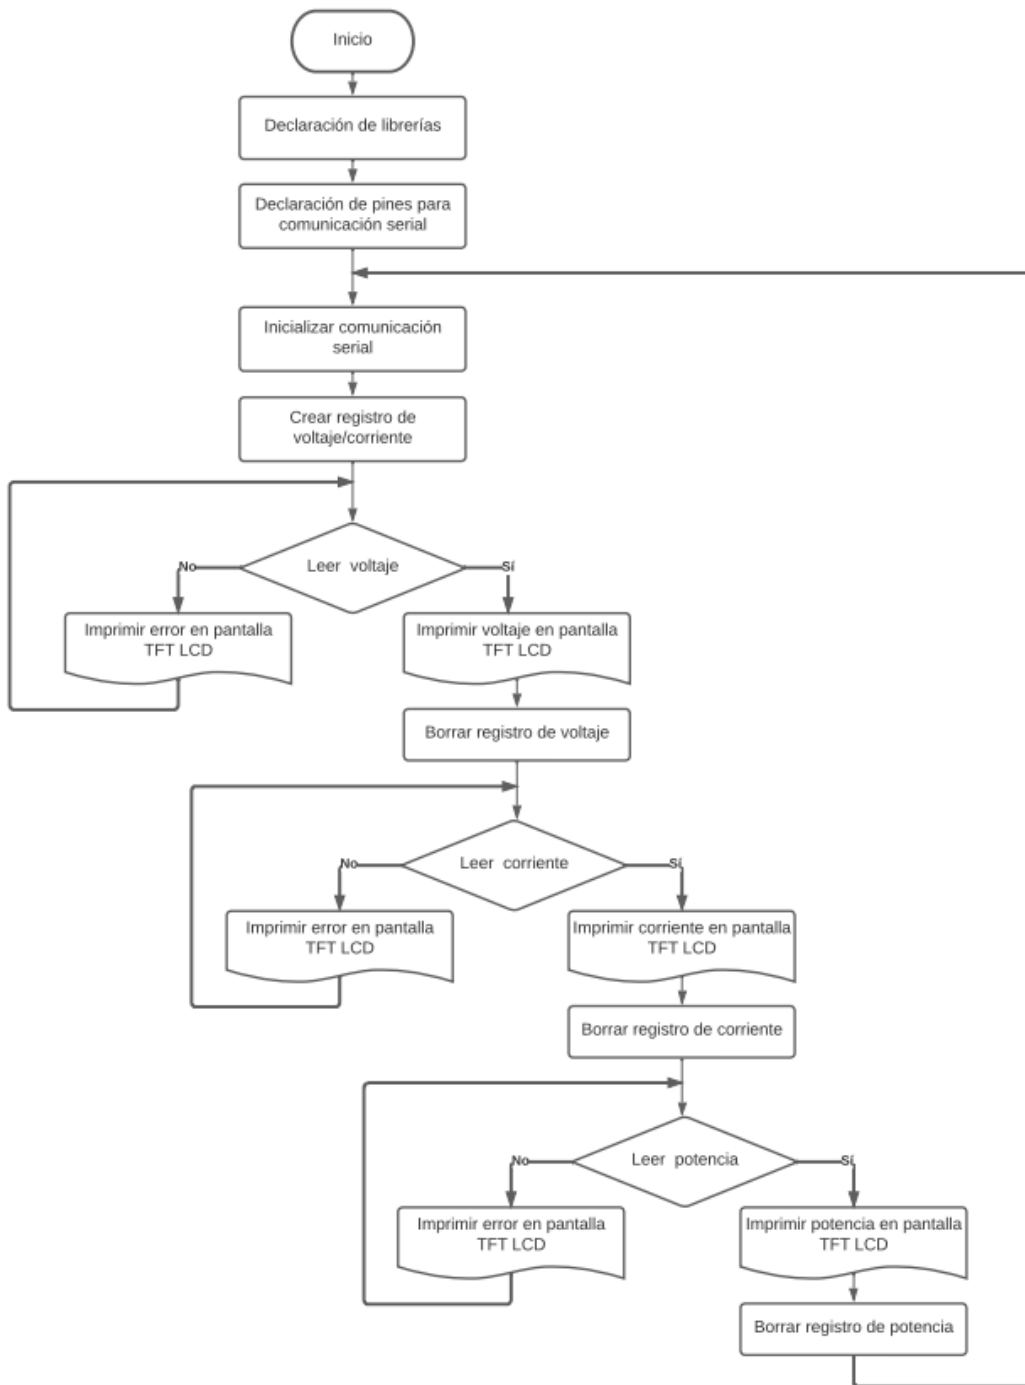 Inicio
Declaración de librerías
Declaración de pines para
comunicación serial
Inicializar comunicación
serial
Crear registro de
voltaje/corriente
Leer voltaje
No
Sí
Imprimir error en pantalla
TFT LCD
Imprimir voltaje en pantalla
TFT LCD
Borrar registro de voltaje
Leer corriente
No
Sí
Imprimir error en pantalla
TFT LCD
Imprimir corriente en pantalla
TFT LCD
Borrar registro de corriente
Leer potencia
No
Sí
Imprimir error en pantalla
TFT LCD
Imprimir potencia en pantalla
TFT LCD
Borrar registro de potencia